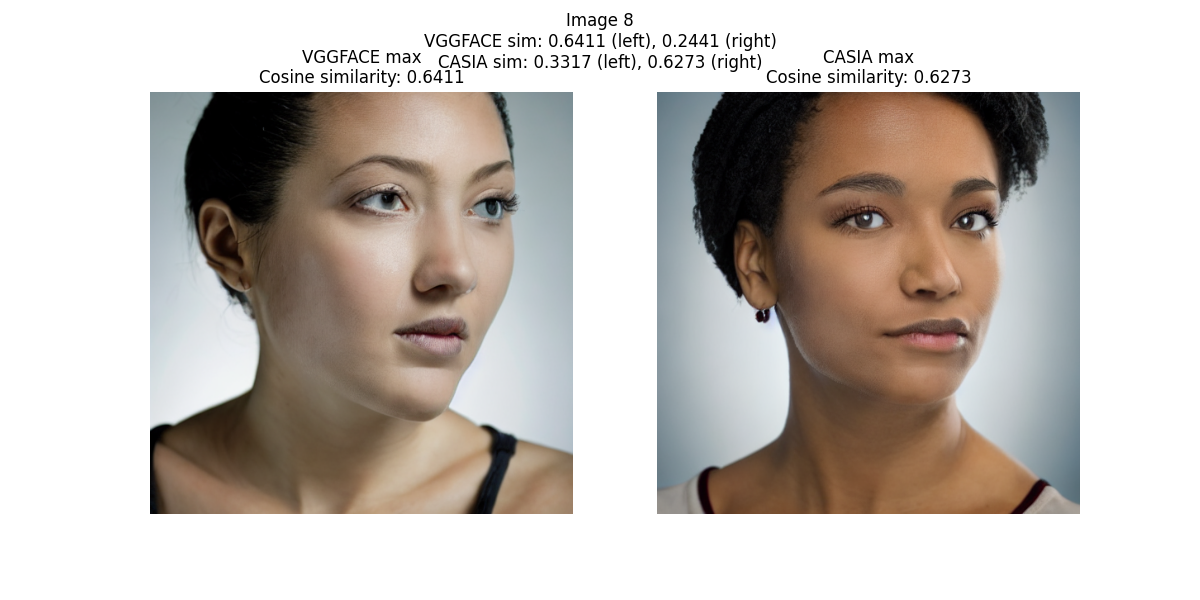 Image 8
VGGFACE sim: 0.6411 (left), 0.2441 (right)
CASIA sim: 0.3317 (left), 0.6273 (right)
VGGFACE max
Cosine similarity: 0.6411
CASIA max
Cosine similarity: 0.6273